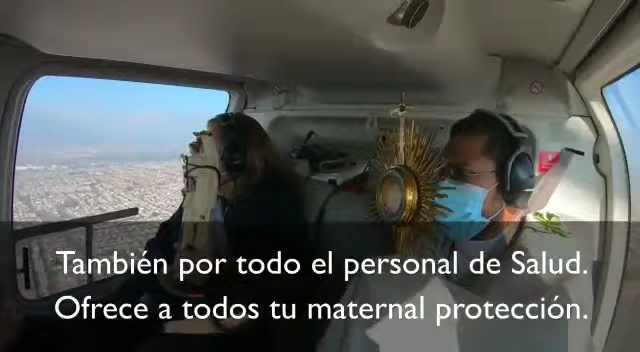 También por todo el personal de Salud.
Ofrece a todos tu maternal protección.